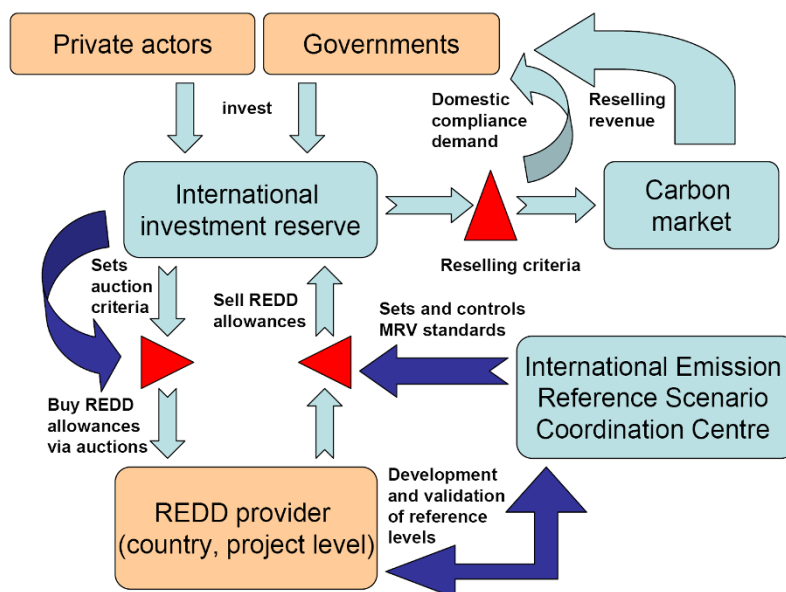 Private actors
Governments
invest
Domestic
compliance
demand
Reselling
revenue
International
investment reserve
Carbon
market
Reselling criteria
Sets
auction
criteria
Sell REDD
allowances
Sets and controls
MRV standards
International Emission
Reference Scenario
Coordination Centre
Buy REDD
allowances
via auctions
Development
and validation
of reference
levels
REDD provider
(country, project level)